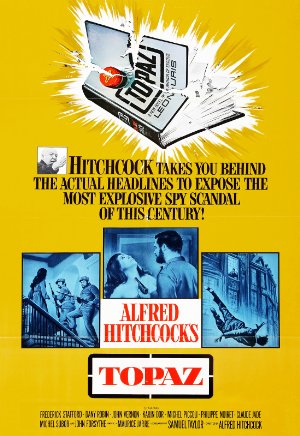 TOPAZ
LEON URIS
HITCHCOCK TAKES YOU BEHIND
THE ACTUAL HEADLINES TO EXPOSE THE
MOST EXPLOSIVE SPY SCANDAL
OF THIS CENTURY!
ALFRED
HITCHCOCK'S
TOPAZ
FREDERICK STAFFORD · DANY ROBIN · JOHN VERNON · KARIN DOR · MICHEL PICCOLI · PHILIPPE NOIRET · CLAUDE JADE
MICHEL SUBOR · JOHN FORSYTHE MAURICE JARRE SAMUEL TAYLOR ALFRED HITCHCOCK